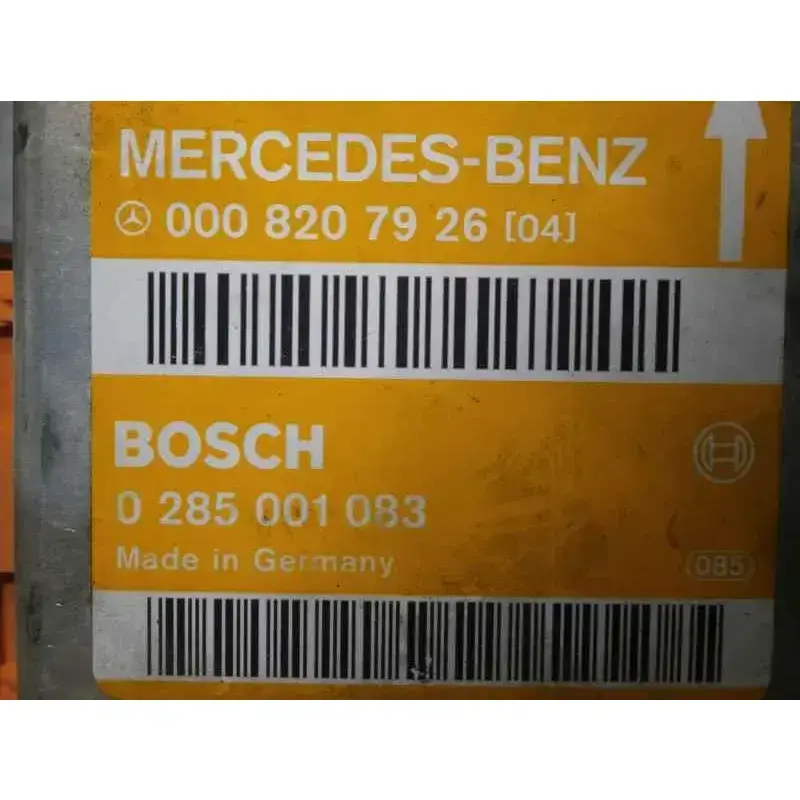 MERCEDES-BENZ
000 820 79 26 [04]
BOSCH
0 285 001 083
Made in Germany
085